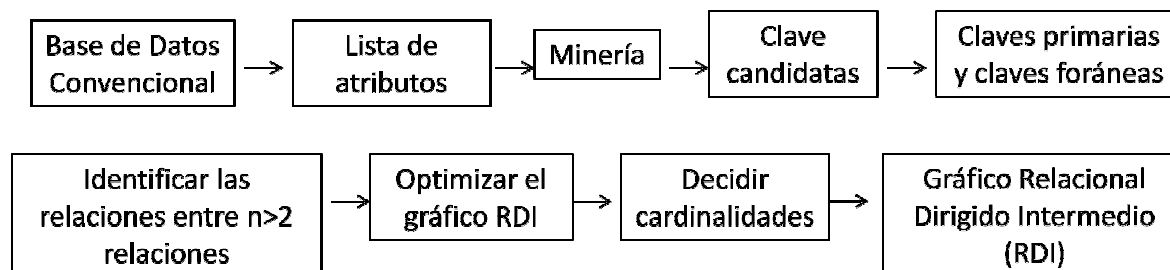 Base de Datos
Convencional
Lista de
atributos
Minería
Clave
candidatas
Claves primarias
y claves foráneas
Identificar las
relaciones entre n>2
relaciones
Optimizar el
gráfico RDI
Decidir
cardinalidades
Gráfico Relacional
Dirigido Intermedio
(RDI)